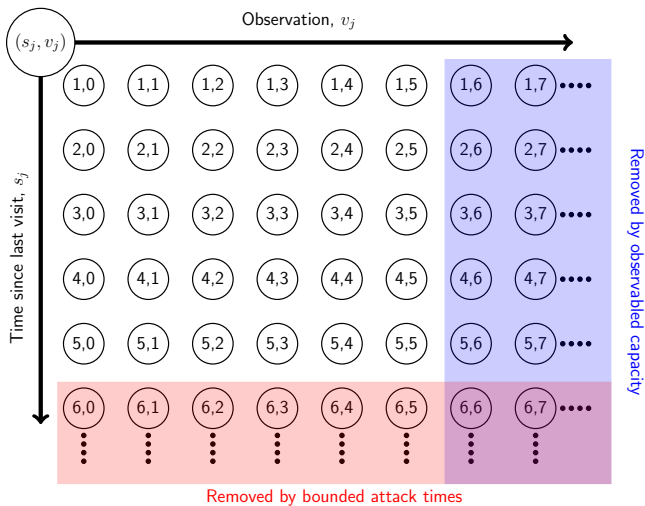 Observation, v_j
(s_j, v_j)
Time since last visit, s_j
1,0 1,1 1,2 1,3 1,4 1,5 1,6 1,7
2,0 2,1 2,2 2,3 2,4 2,5 2,6 2,7
3,0 3,1 3,2 3,3 3,4 3,5 3,6 3,7
4,0 4,1 4,2 4,3 4,4 4,5 4,6 4,7
5,0 5,1 5,2 5,3 5,4 5,5 5,6 5,7
6,0 6,1 6,2 6,3 6,4 6,5 6,6 6,7
Removed by observabled capacity
Removed by bounded attack times